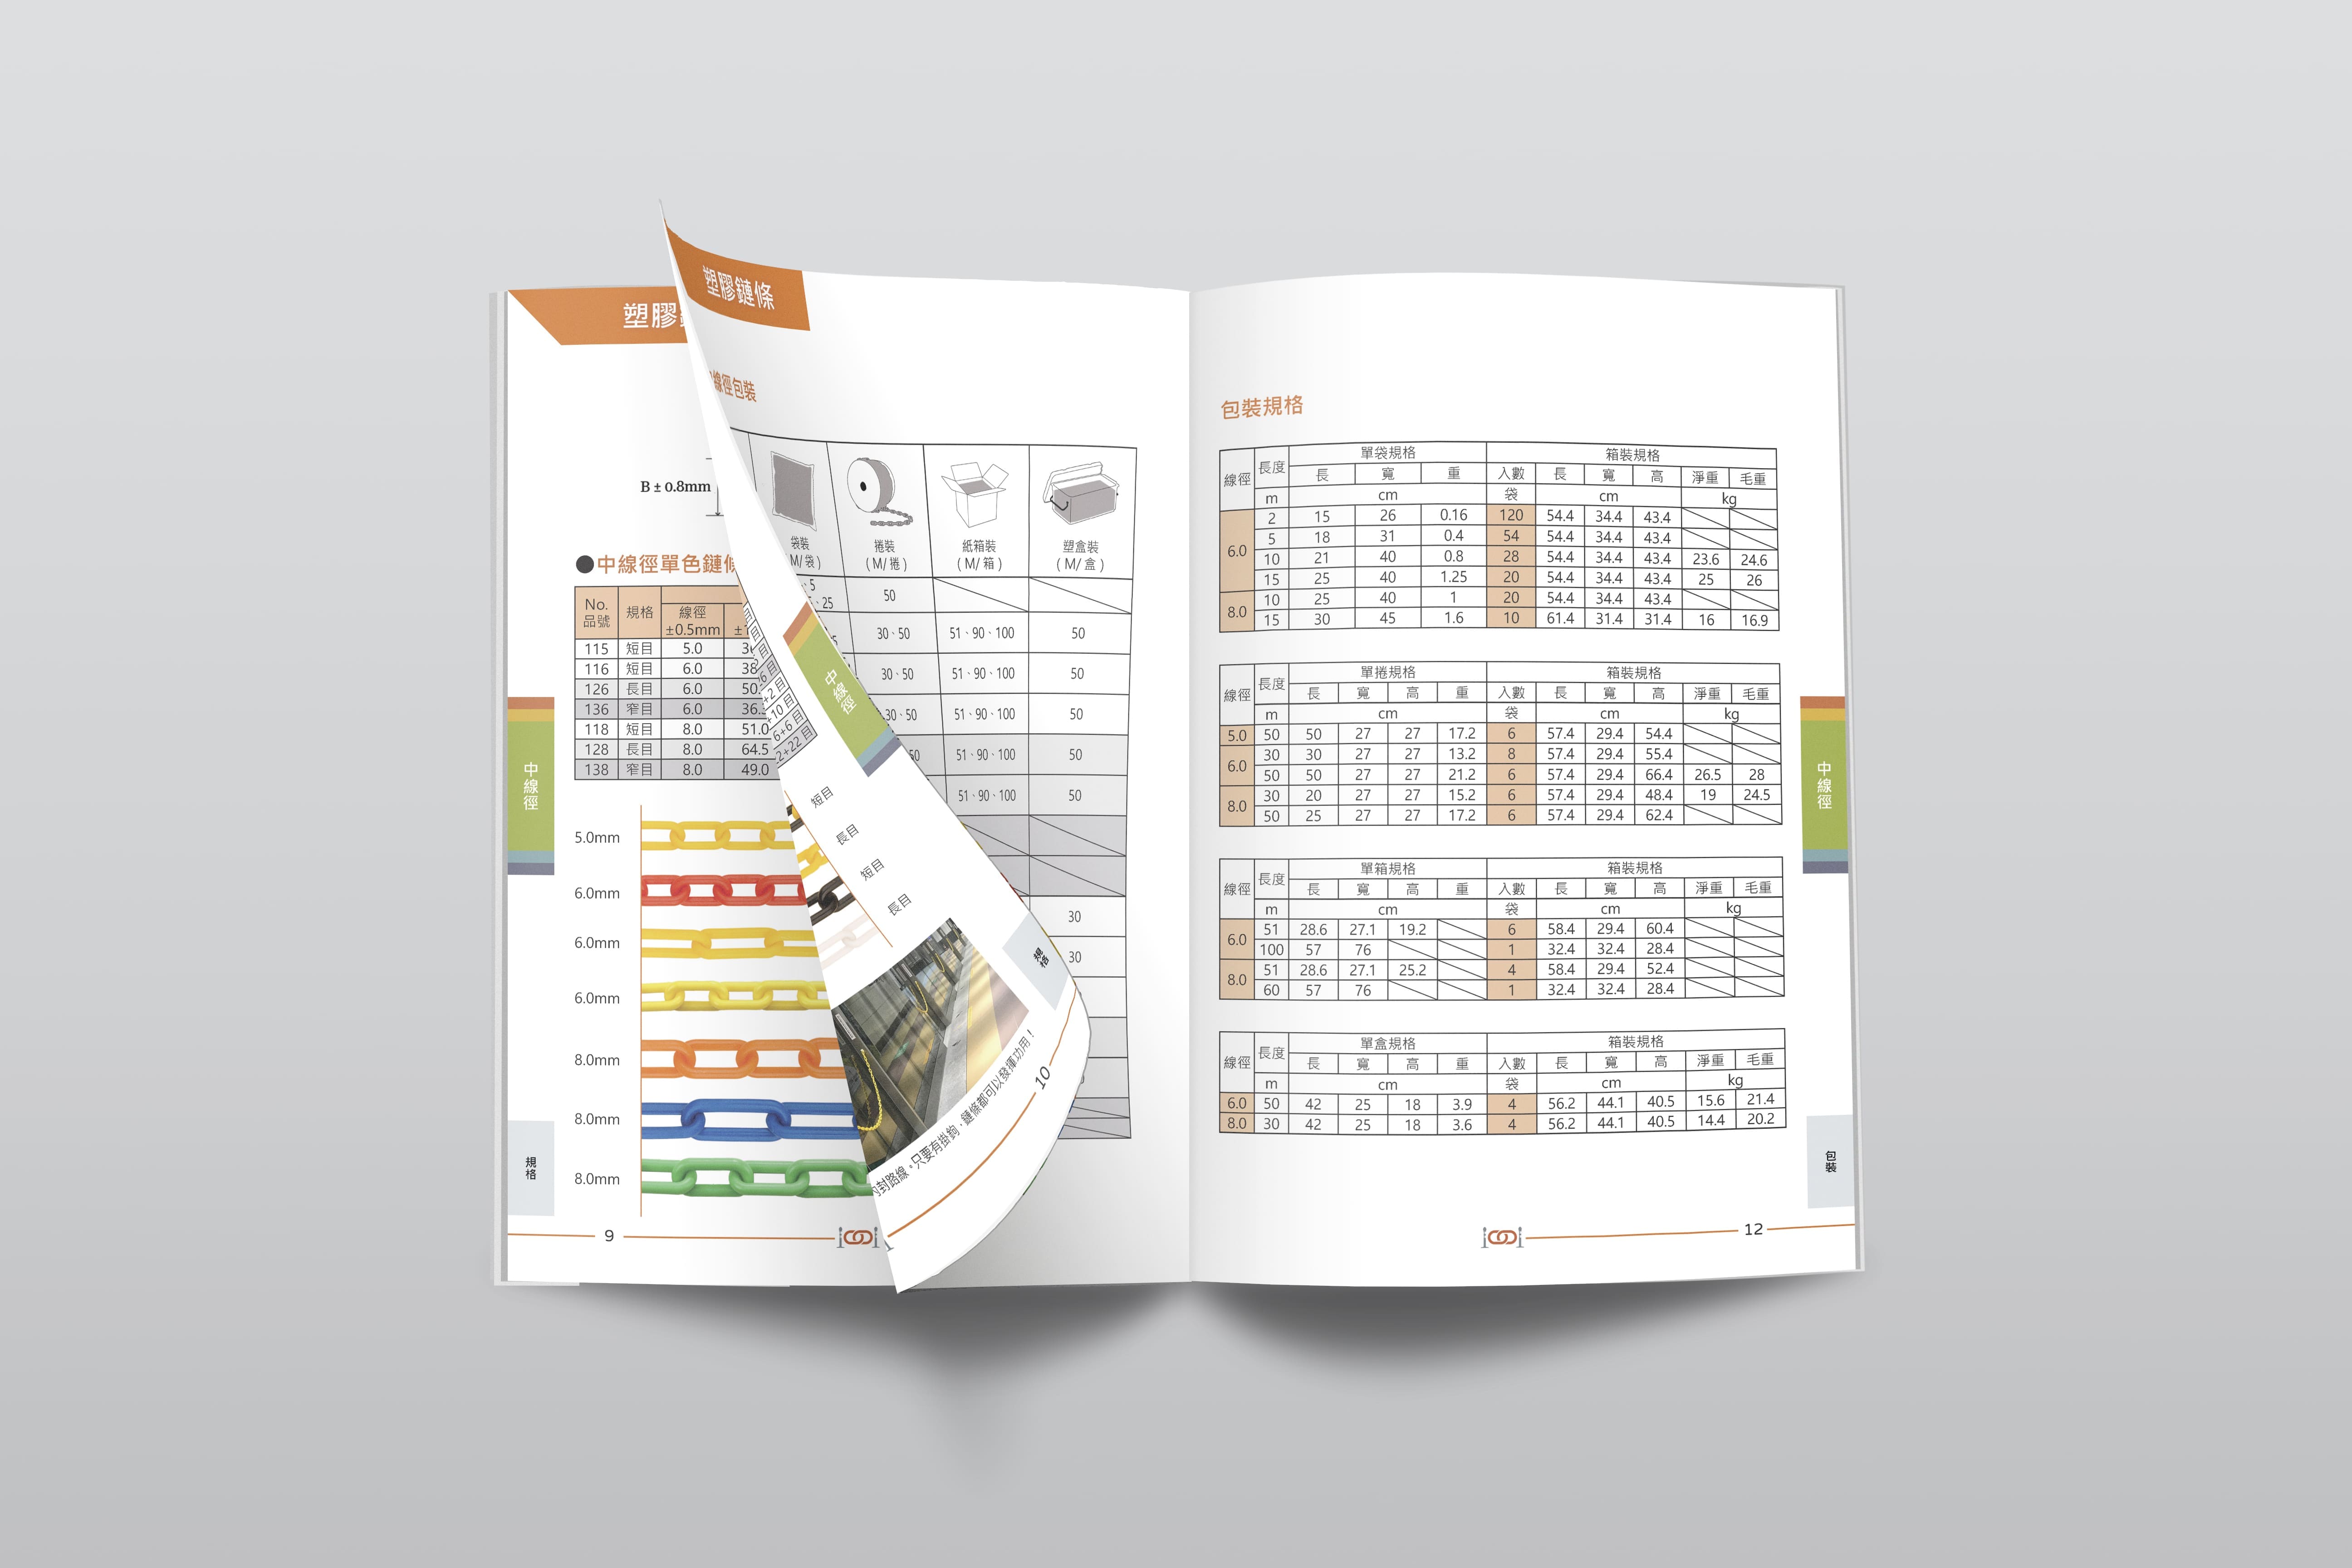 塑膠
B ± 0.8mm
●中線徑單色鏈條
No. 品號 規格 線徑 ±0.5mm
115 短目 5.0
116 短目 6.0 38
126 長目 6.0 50.
136 窄目 6.0 36.
118 短目 8.0 51.0
128 長目 8.0 64.5
138 窄目 8.0 49.0
5.0mm
6.0mm
6.0mm
6.0mm
8.0mm
8.0mm
8.0mm
中線徑
規格
9
6目
+2目
+10目
6+6目
2+22目
中線徑
短目
長目
短目
長目
規格
封路線。只要有掛鉤,鏈條都可以發揮功用!
10
塑膠鏈條
線徑包裝
袋裝 捲裝 紙箱裝 塑盒裝
M/袋) (M/捲) (M/箱) (M/盒)
、5
、25 50
30、50 51、90、100 50
30、50 51、90、100 50
30、50 51、90、100 50
50 51、90、100 50
51、90、100 50
30
30
包裝規格
線徑 長度 單袋規格 箱裝規格
長 寬 重 入數 長 寬 高 淨重 毛重
m cm 袋 cm kg
6.0 2 15 26 0.16 120 54.4 34.4 43.4
5 18 31 0.4 54 54.4 34.4 43.4
10 21 40 0.8 28 54.4 34.4 43.4 23.6 24.6
15 25 40 1.25 20 54.4 34.4 43.4 25 26
8.0 10 25 40 1 20 54.4 34.4 43.4
15 30 45 1.6 10 61.4 31.4 31.4 16 16.9
線徑 長度 單捲規格 箱裝規格
長 寬 高 重 入數 長 寬 高 淨重 毛重
m cm 袋 cm kg
5.0 50 50 27 27 17.2 6 57.4 29.4 54.4
6.0 30 30 27 27 13.2 8 57.4 29.4 55.4
50 50 27 27 21.2 6 57.4 29.4 66.4 26.5 28
8.0 30 20 27 27 15.2 6 57.4 29.4 48.4 19 24.5
50 25 27 27 17.2 6 57.4 29.4 62.4
線徑 長度 單箱規格 箱裝規格
長 寬 高 重 入數 長 寬 高 淨重 毛重
m cm 袋 cm kg
6.0 51 28.6 27.1 19.2 6 58.4 29.4 60.4
100 57 76 1 32.4 32.4 28.4
8.0 51 28.6 27.1 25.2 4 58.4 29.4 52.4
60 57 76 1 32.4 32.4 28.4
線徑 長度 單盒規格 箱裝規格
長 寬 高 重 入數 長 寬 高 淨重 毛重
m cm 袋 cm kg
6.0 50 42 25 18 3.9 4 56.2 44.1 40.5 15.6 21.4
8.0 30 42 25 18 3.6 4 56.2 44.1 40.5 14.4 20.2
中線徑
包裝
12